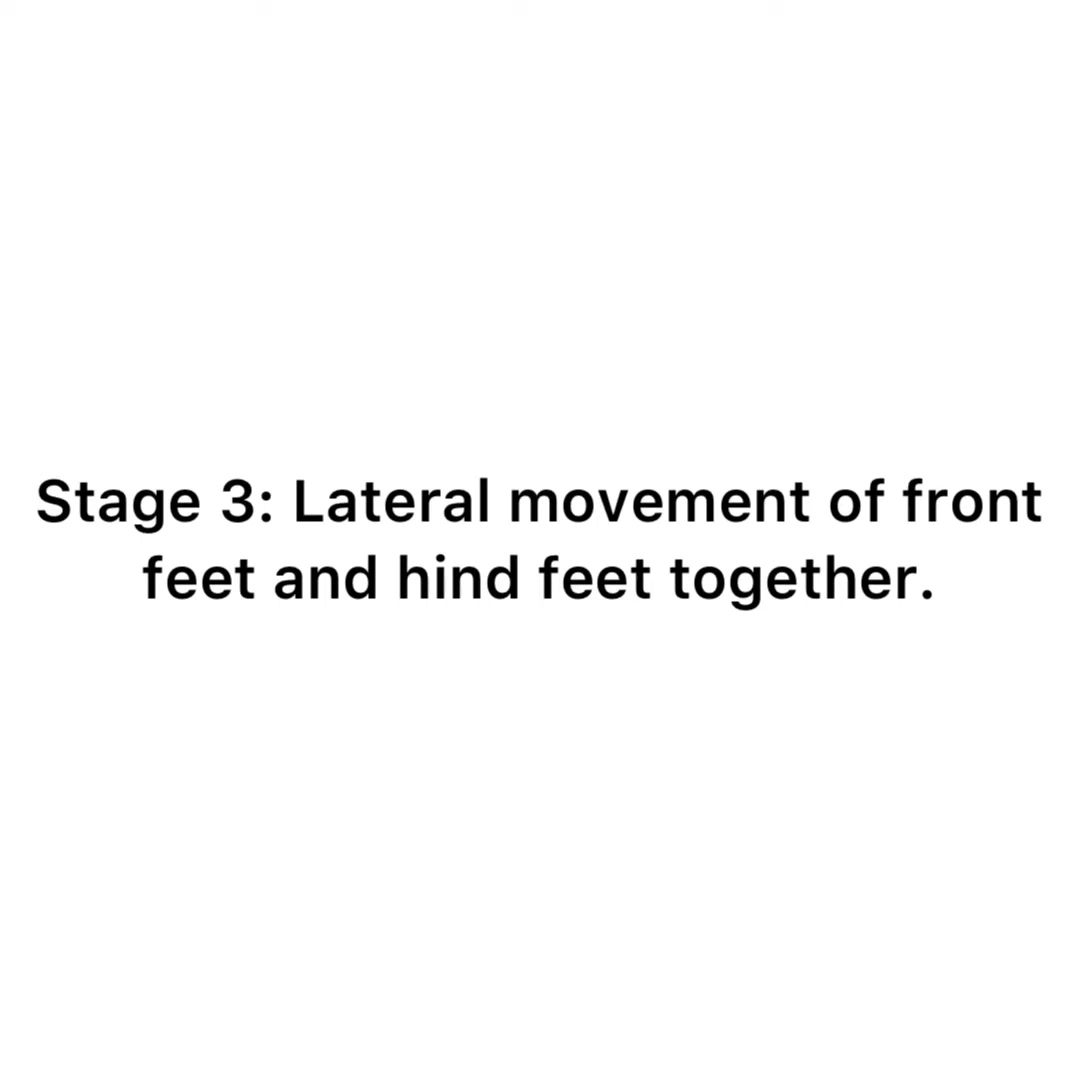 Stage 3: Lateral movement of front
feet and hind feet together.